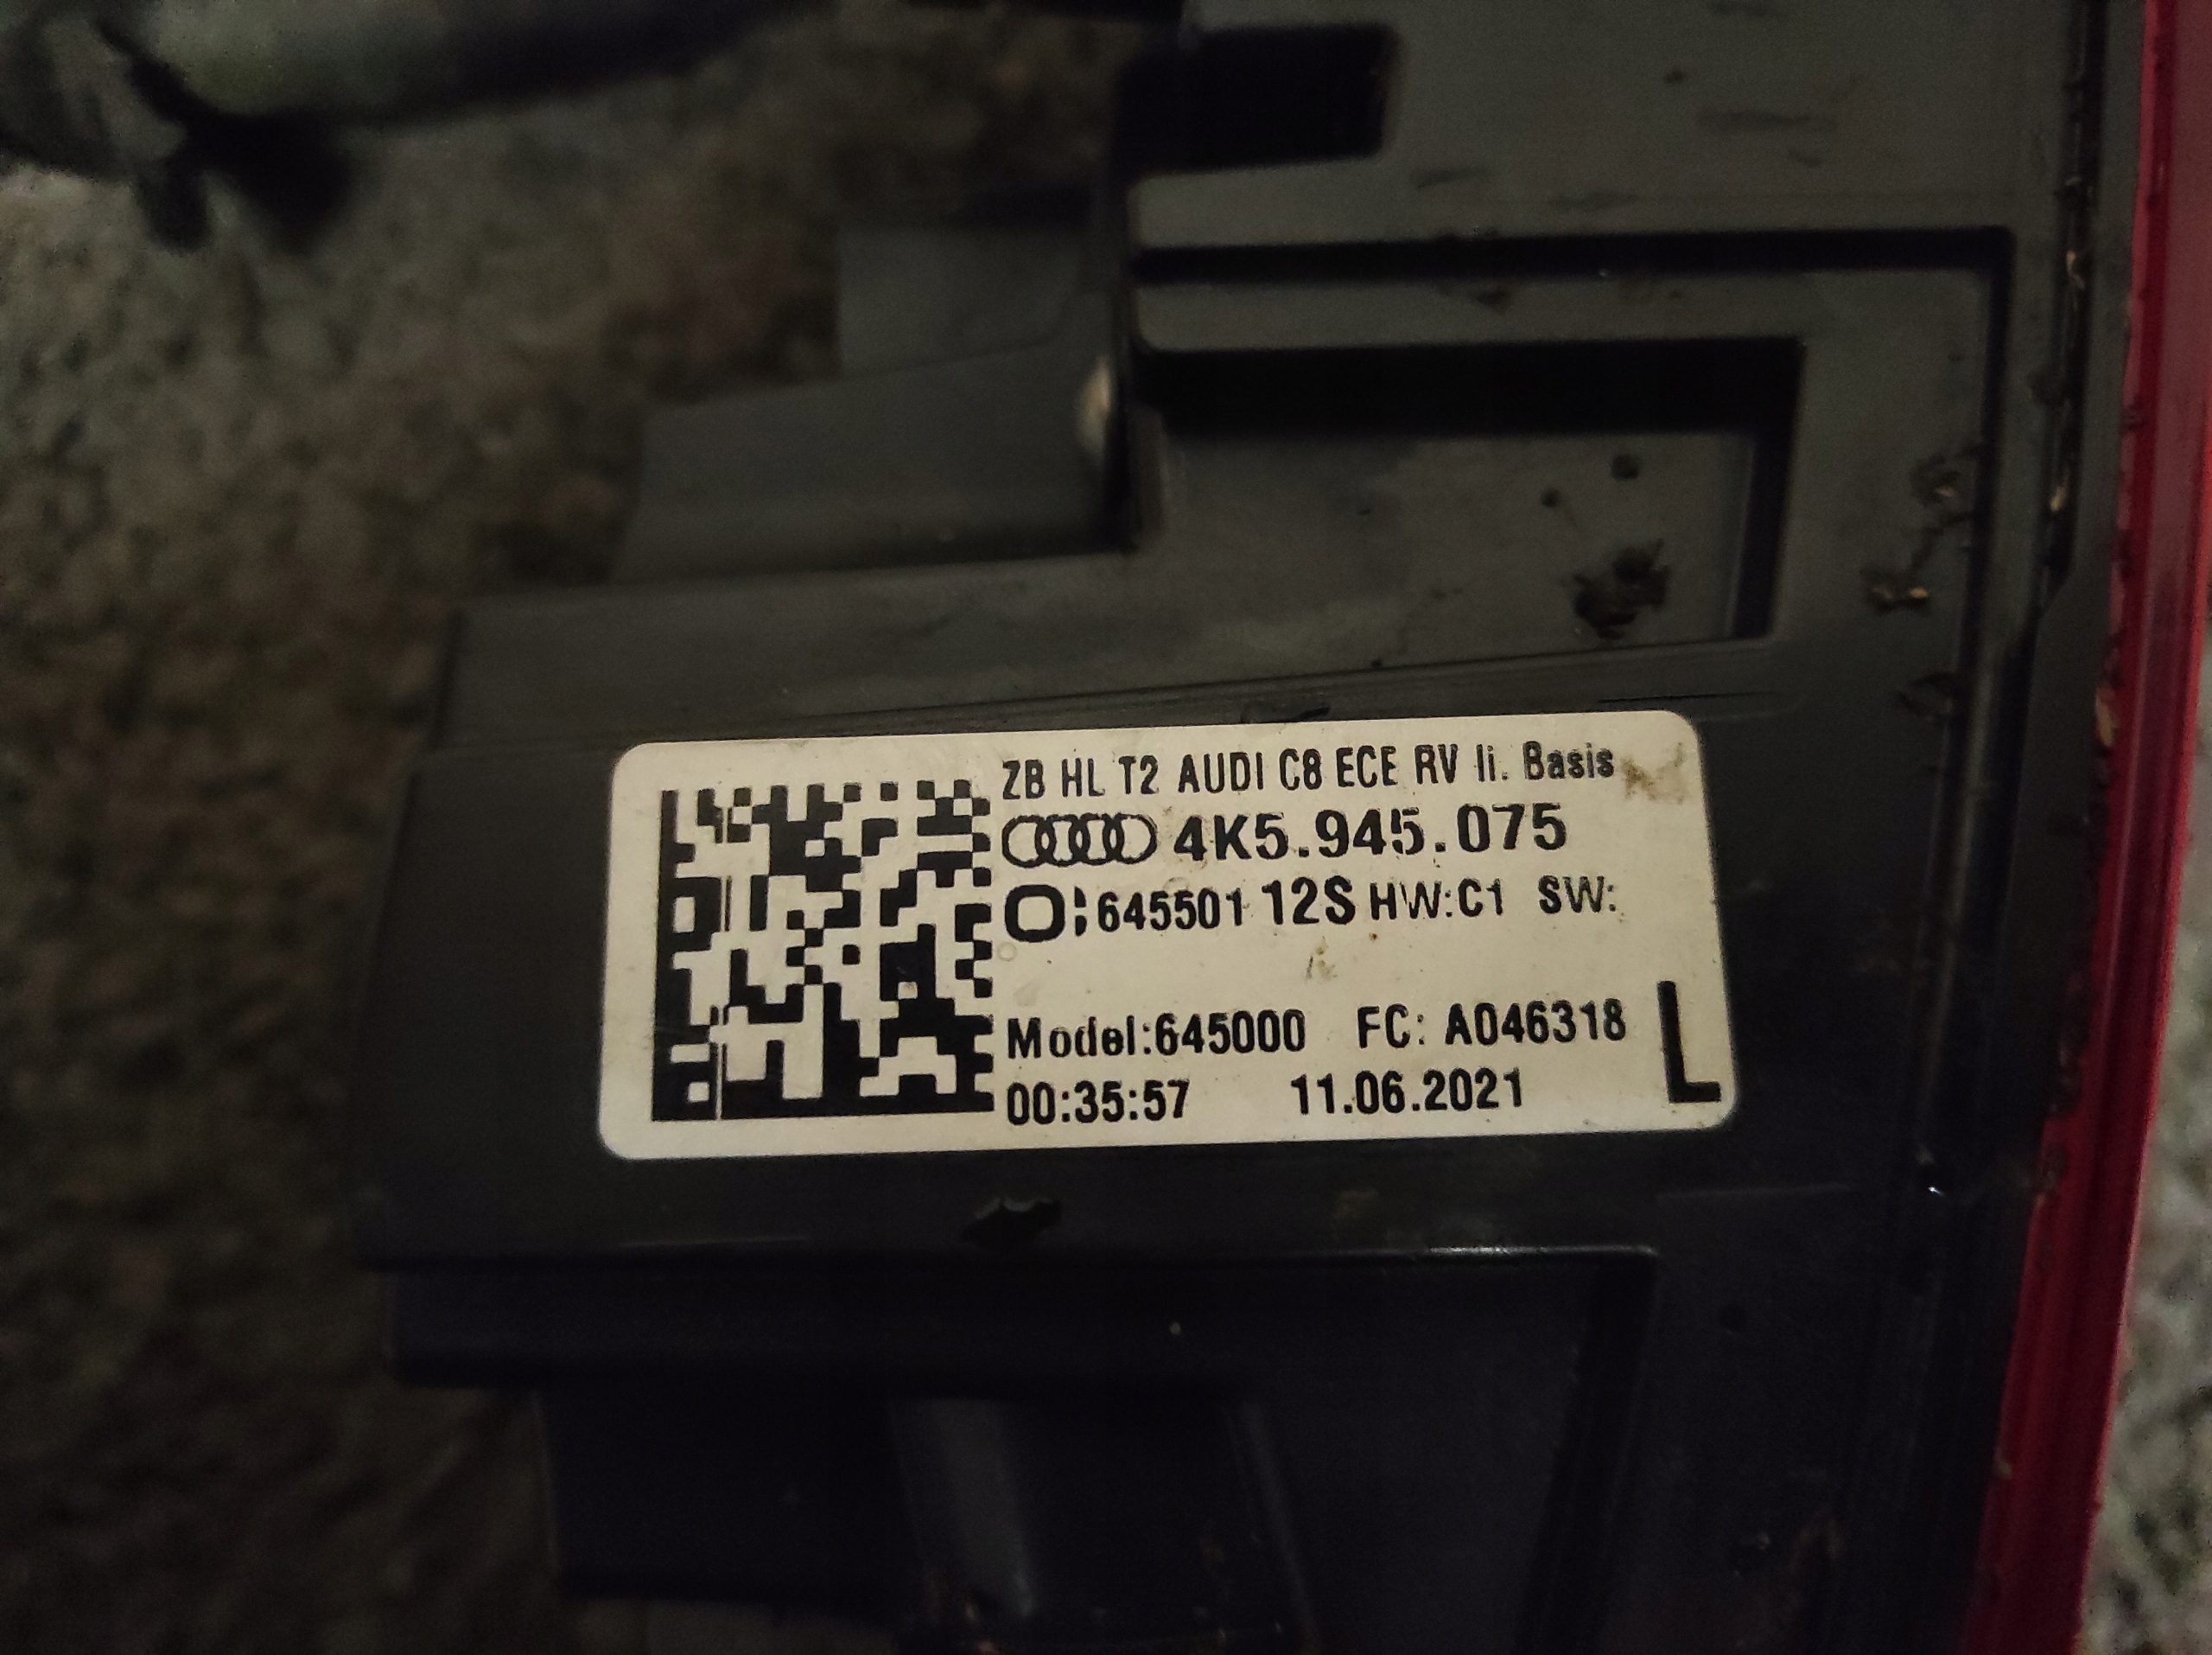 ZB HL T2 AUDI C8 ECE RV li. Basis
4K5.945.075
O;645501 12S HW:C1 SW:
Model:645000 FC: A046318
00:35:57 11.06.2021
L